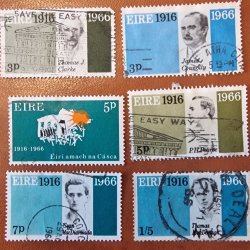 EIRE 1916 1966
Thomas J.
Clarke
3p
EASY
EIRE 1916 1966
James
Connolly
3p
EIRE 5p
1916-1966
Éirí amach na Cásca
EIRE 1916 1966
P.H. Pearse
5p
EASY WAY
EIRE 1916 1966
7p
EIRE 1916 1966
Thomas
1/5